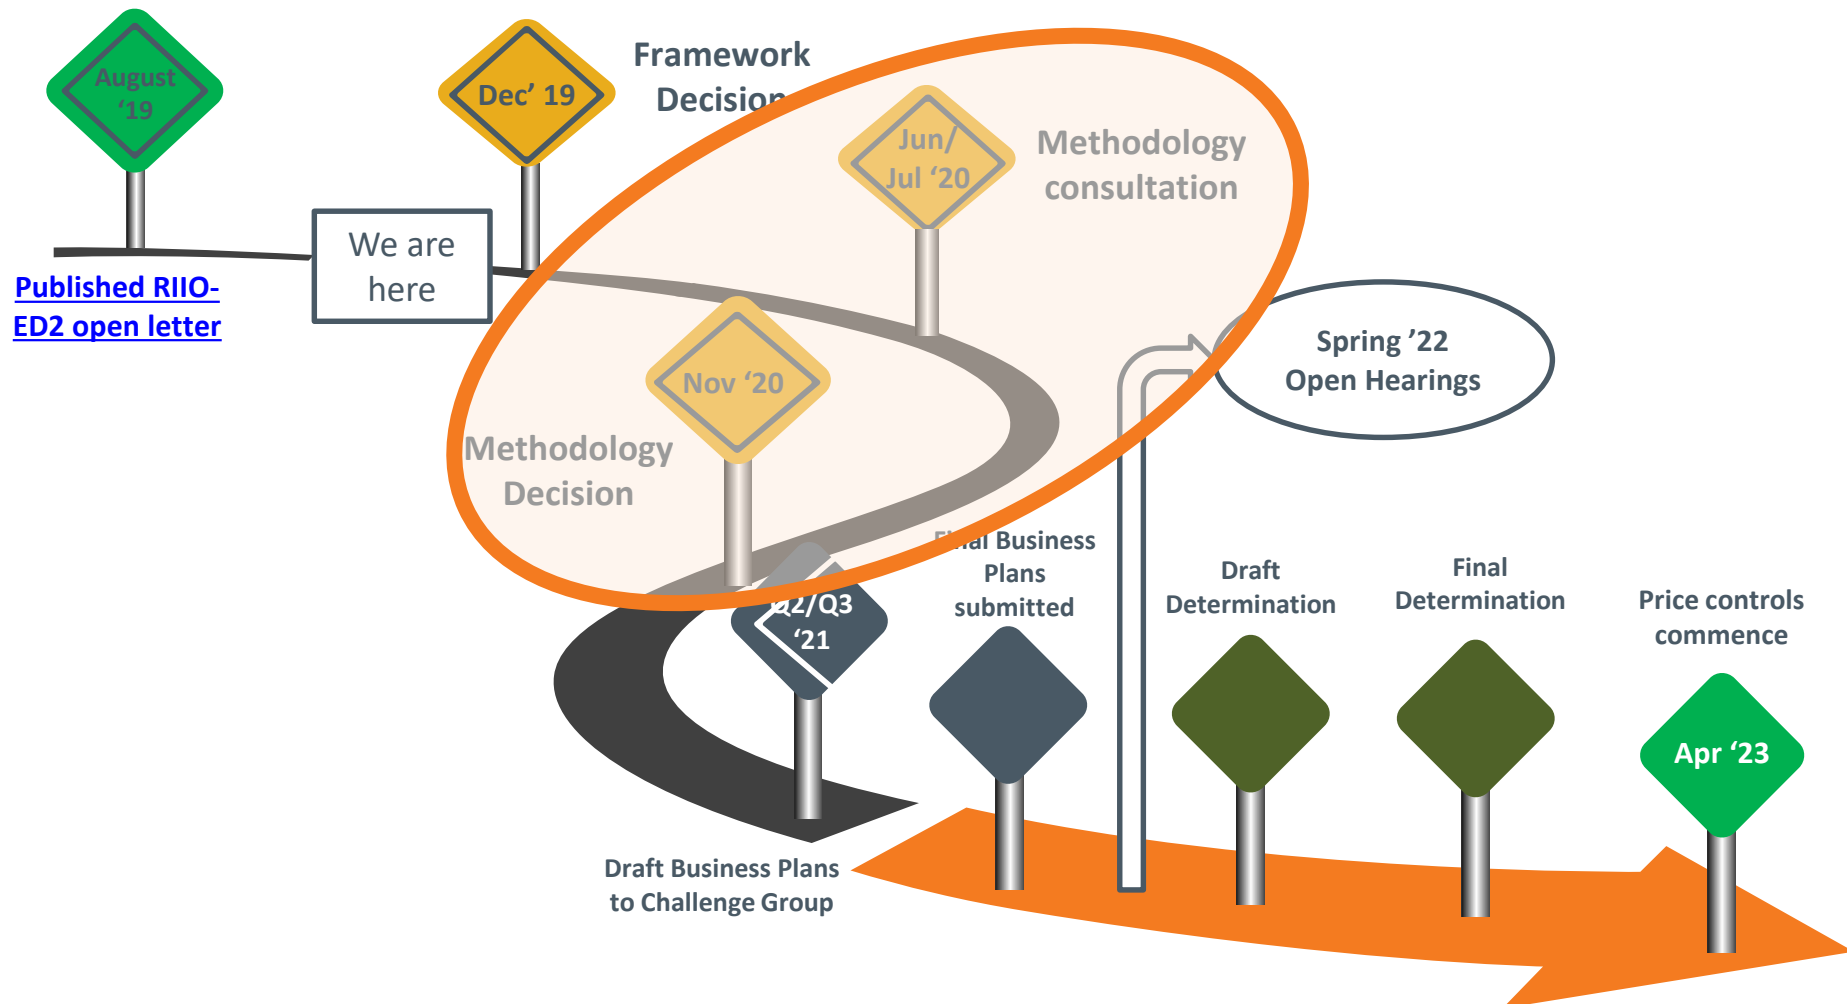 August
‘19
Published RIIO-
ED2 open letter
We are
here
Dec’ 19
Framework
Decision
Jun/
Jul ‘20
Methodology
consultation
Nov ‘20
Methodology
Decision
Q2/Q3
‘21
Draft Business Plans
to Challenge Group
Final Business
Plans
submitted
Spring ’22
Open Hearings
Draft
Determination
Final
Determination
Price controls
commence
Apr ‘23